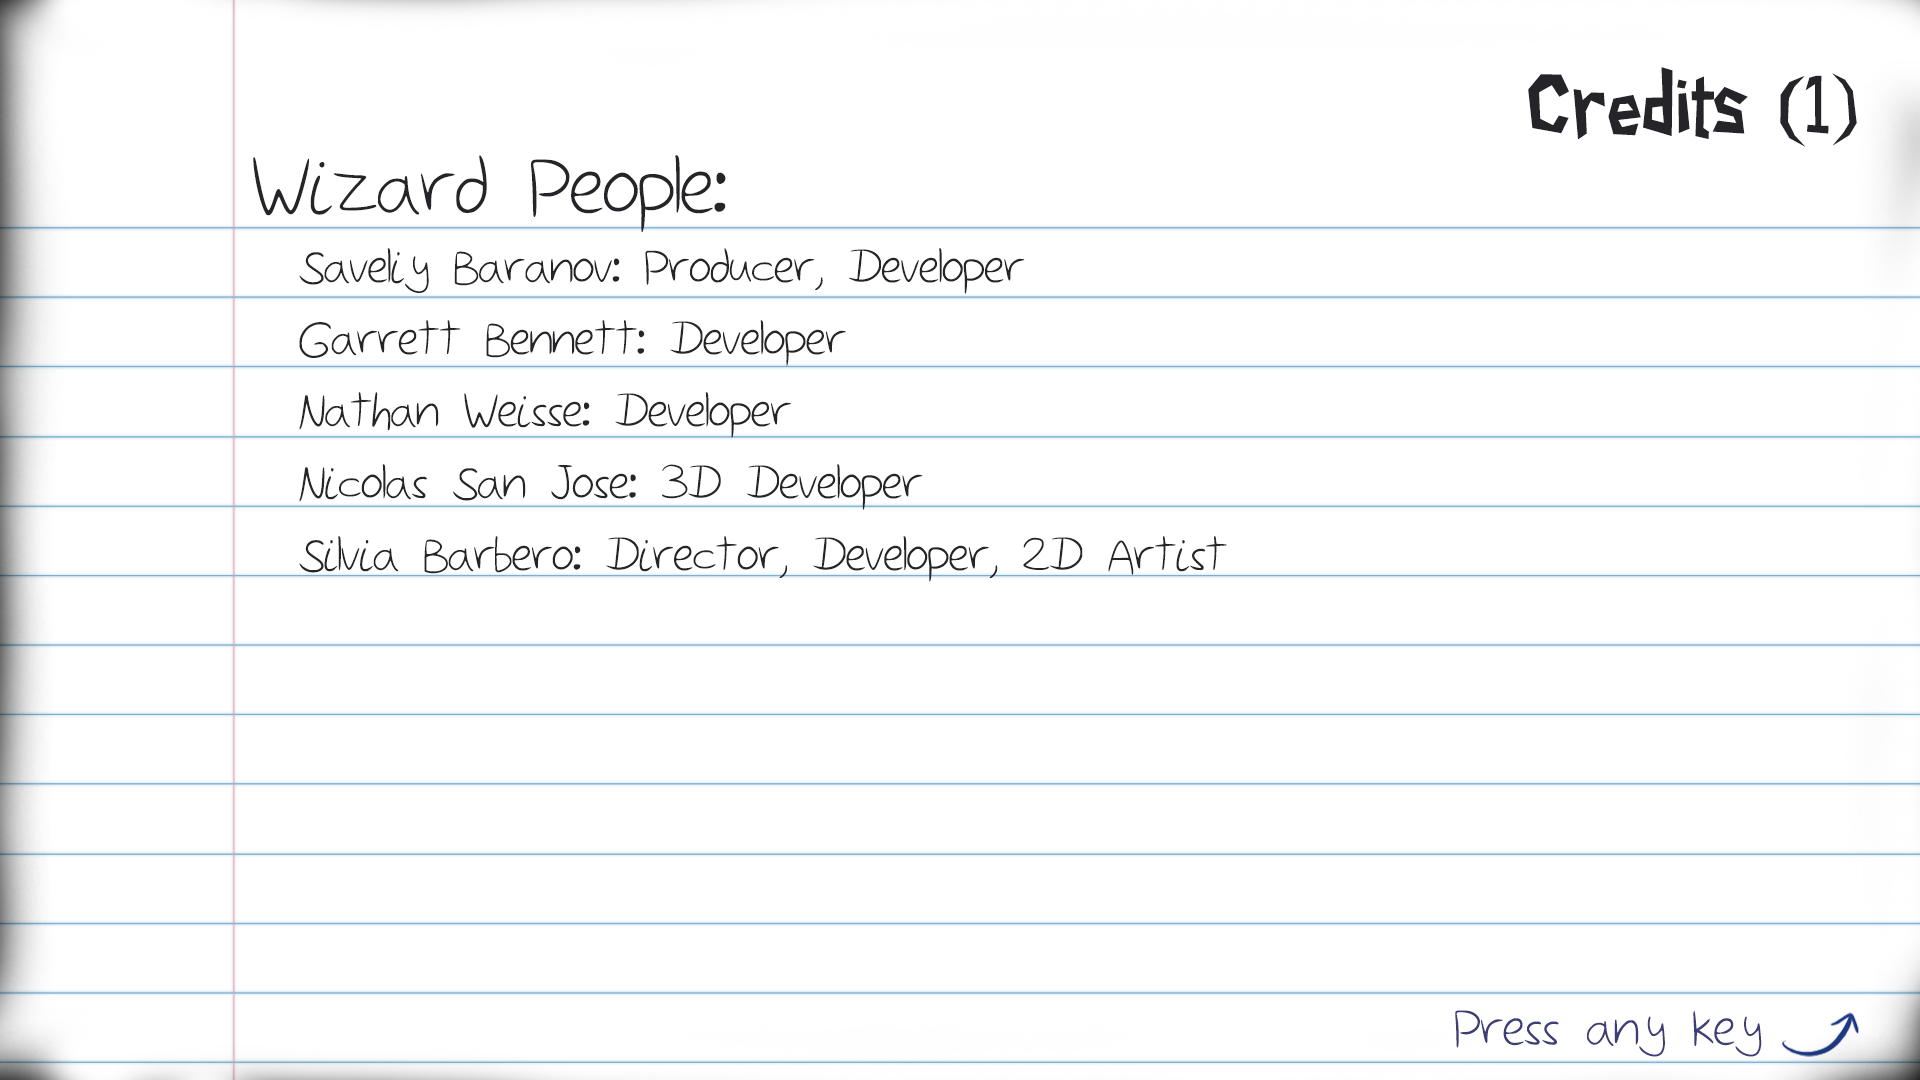 Credits (1)
Wizard People:
Saveliy Baranov: Producer, Developer
Garrett Bennett: Developer
Nathan Weisse: Developer
Nicolas San Jose: 3D Developer
Silvia Barbero: Director, Developer, 2D Artist
Press any key